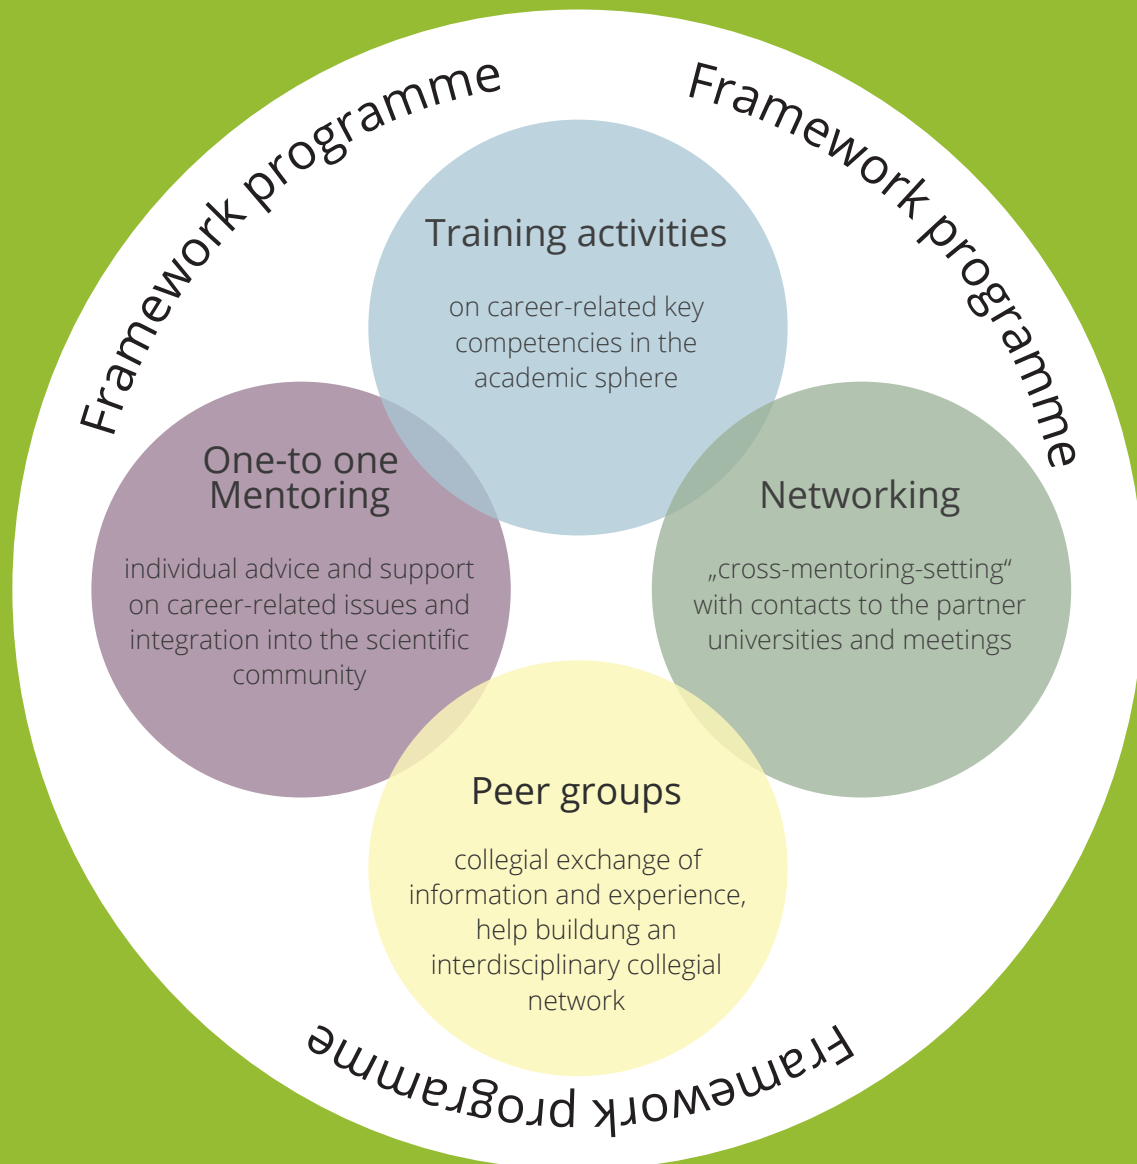 Framework programme
Framework programme
Training activities
on career-related key
competencies in the
academic sphere
One-to one
Mentoring
individual advice and support
on career-related issues and
integration into the scientific
community
Networking
„cross-mentoring-setting“
with contacts to the partner
universities and meetings
Peer groups
collegial exchange of
information and experience,
help buildung an
interdisciplinary collegial
network
Framework programme